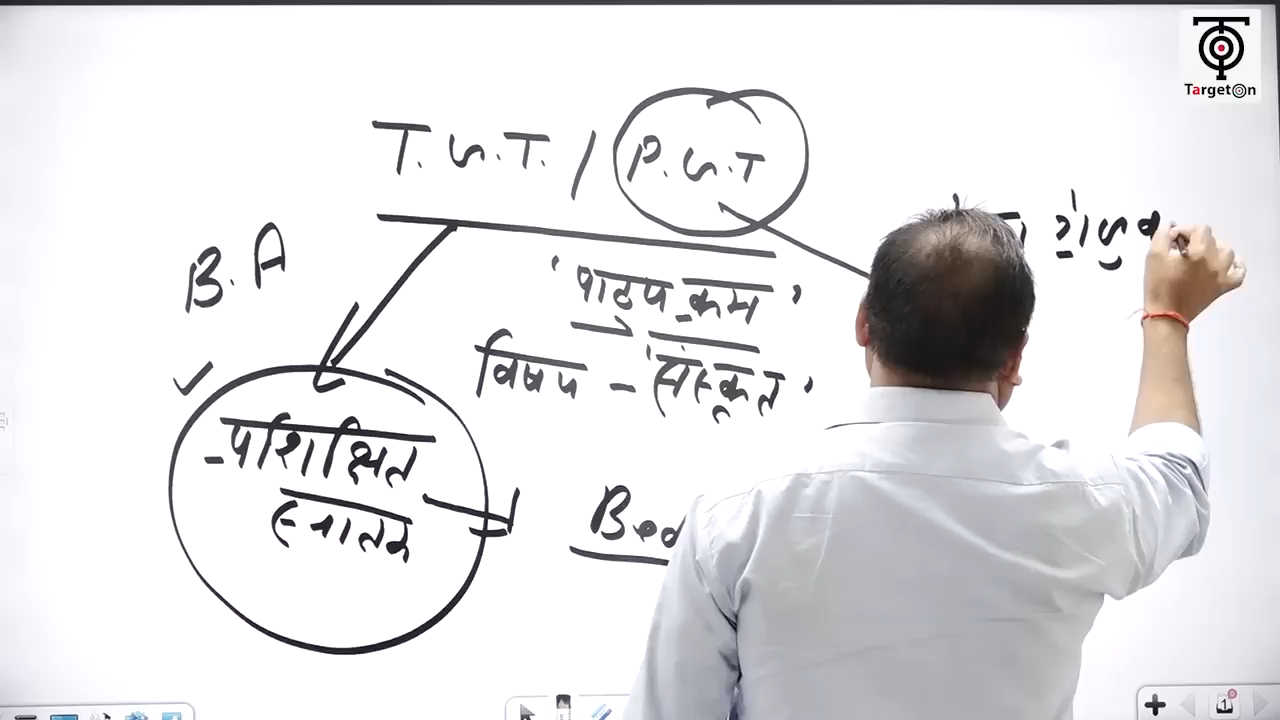 TargetOn
T.G.T. / P.G.T
B.A
'पाठ्यक्रम'
विषय - 'संस्कृत'
प्रशिक्षित
स्नातक